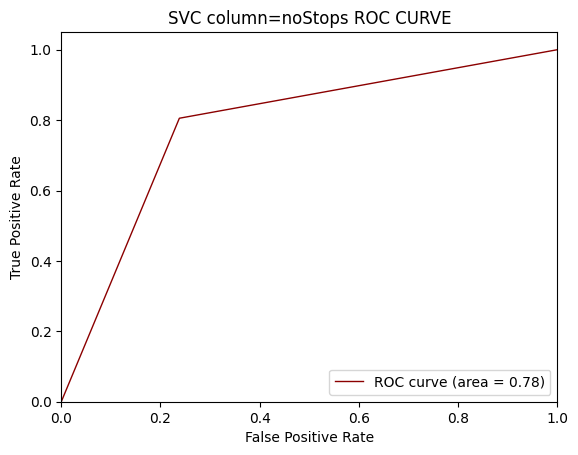 SVC column=noStops ROC CURVE
True Positive Rate
1.0
0.8
0.6
0.4
0.2
0.0
0.0 0.2 0.4 0.6 0.8 1.0
False Positive Rate
ROC curve (area = 0.78)